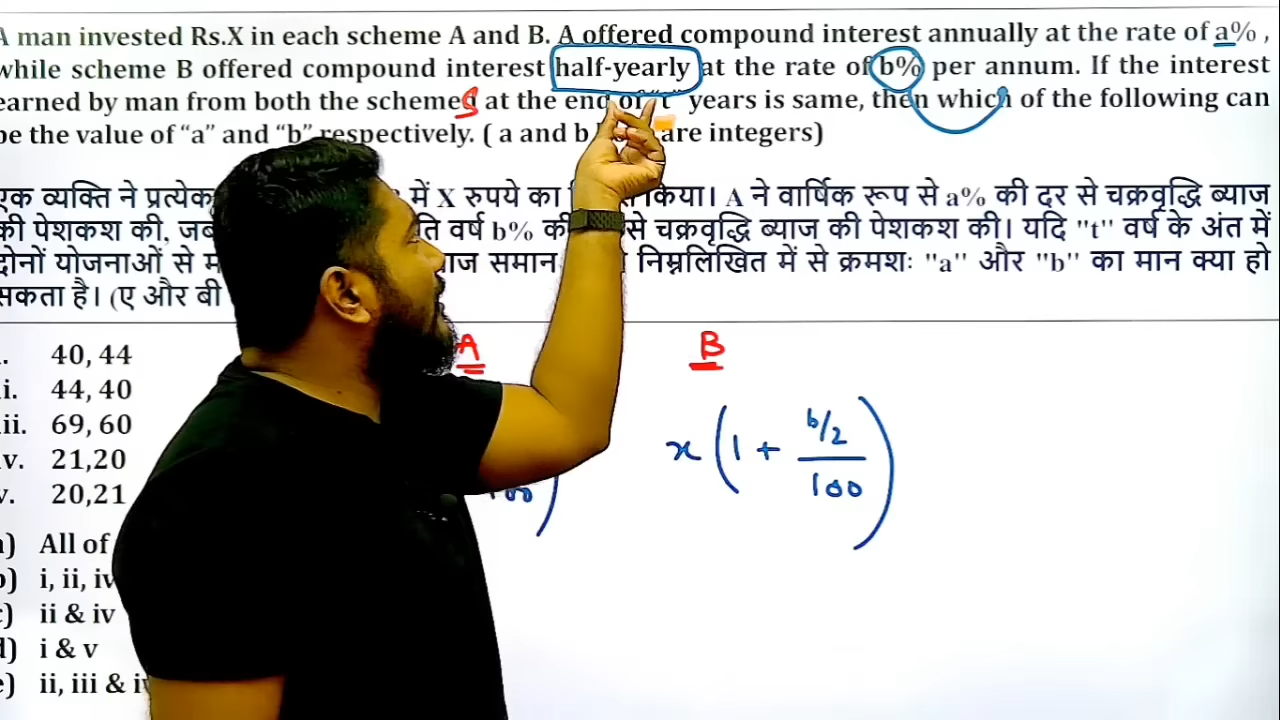 A man invested Rs.X in each scheme A and B. A offered compound interest annually at the rate of a% ,
while scheme B offered compound interest half-yearly at the rate of b% per annum. If the interest
earned by man from both the schemes at the end of "t" years is same, then which of the following can
be the value of “a” and “b” respectively. ( a and b are integers)
एक व्यक्ति ने प्रत्येक में X रुपये का किया। A ने वार्षिक रूप से a% की दर से चक्रवृद्धि ब्याज
की पेशकश की, जब वर्ष b% की से चक्रवृद्धि ब्याज की पेशकश की। यदि "t" वर्ष के अंत में
दोनों योजनाओं से समान निम्नलिखित में से क्रमशः "a" और "b" का मान क्या हो
सकता है। (ए और बी
A B
i. 40, 44
ii. 44, 40
iii. 69, 60
iv. 21,20
v. 20,21
x ( 1 + b/2 / 100 )
100 )
a) All of
b) i, ii, iv
c) ii & iv
d) i & v
e) ii, iii & iv